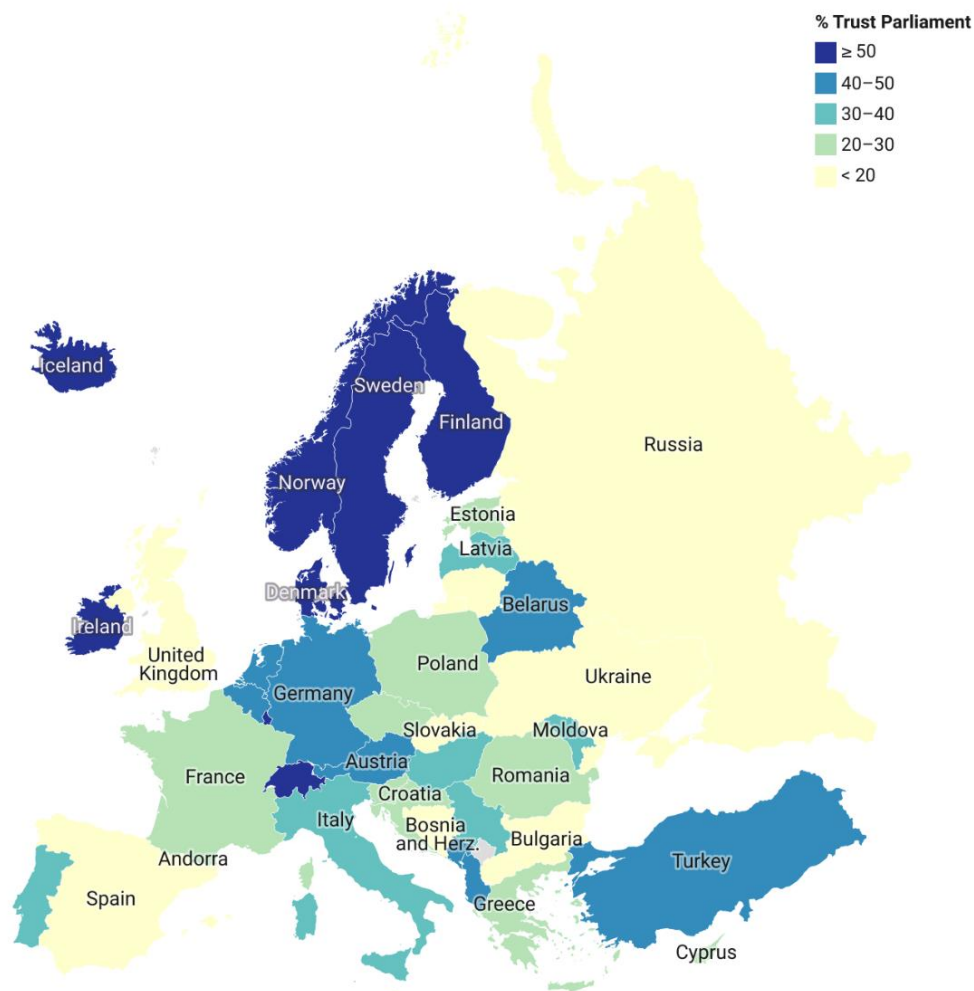 % Trust Parliament
≥ 50
40–50
30–40
20–30
< 20
Iceland
Sweden
Finland
Norway
Russia
Estonia
Latvia
Denmark
Belarus
Ireland
United
Kingdom
Poland
Ukraine
Germany
Slovakia
Moldova
Austria
France
Romania
Croatia
Italy
Bosnia
and Herz.
Bulgaria
Andorra
Turkey
Spain
Greece
Cyprus